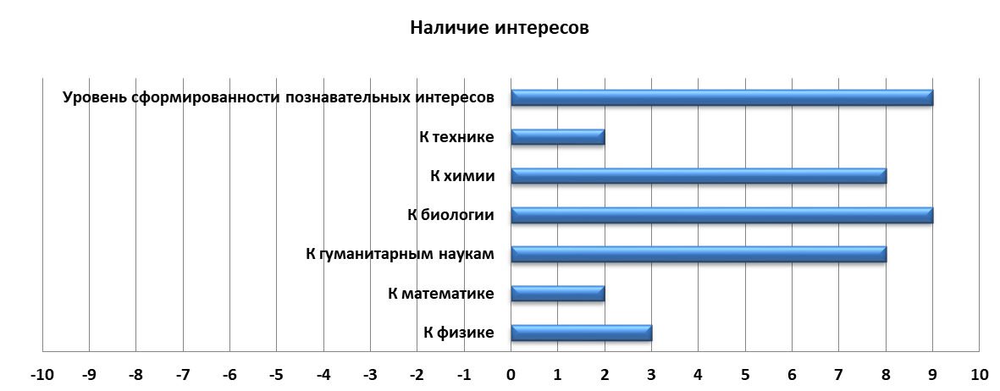 Наличие интересов
Уровень сформированности познавательных интересов
К технике
К химии
К биологии
К гуманитарным наукам
К математике
К физике
-10 -9 -8 -7 -6 -5 -4 -3 -2 -1 0 1 2 3 4 5 6 7 8 9 10